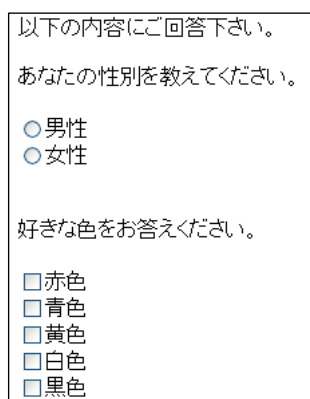 以下の内容にご回答下さい。
あなたの性別を教えてください。
男性
女性
好きな色をお答えください。
赤色
青色
黄色
白色
黒色